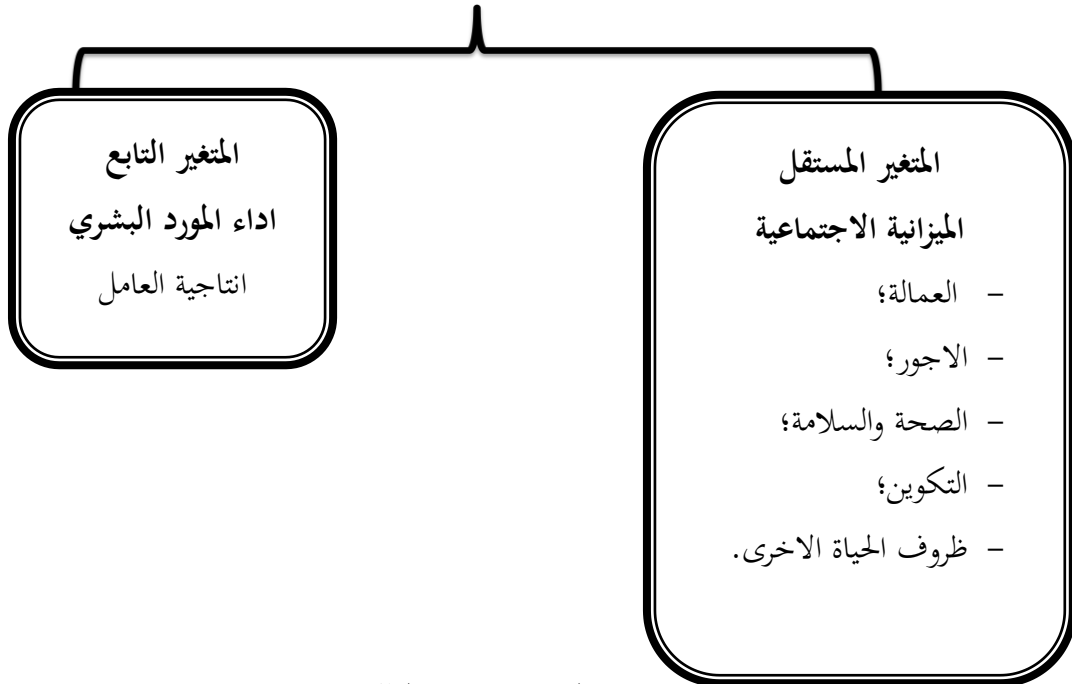 المتغير المستقل
الميزانية الاجتماعية
– العمالة؛
– الاجور؛
– الصحة والسلامة؛
– التكوين؛
– ظروف الحياة الاخرى.
المتغير التابع
اداء المورد البشري
انتاجية العامل